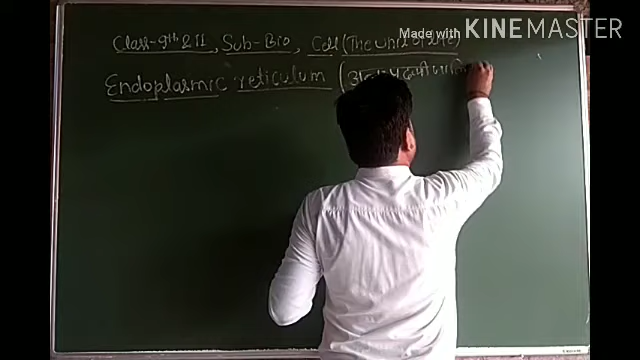 Made with KINEMASTER
Class-9th & 11, Sub-Bio, Cell (The Unit of Life)
Endoplasmic reticulum (